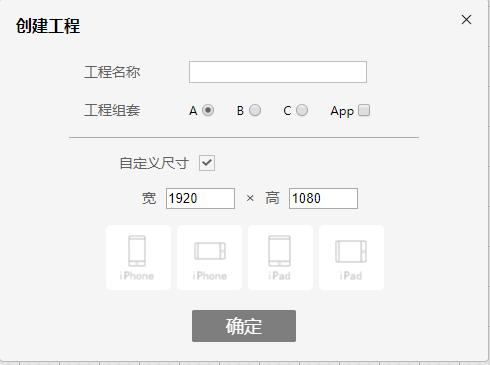 创建工程
工程名称
工程组套 A B C App
自定义尺寸
宽 1920 × 高 1080
iPhone iPhone iPad iPad
确定